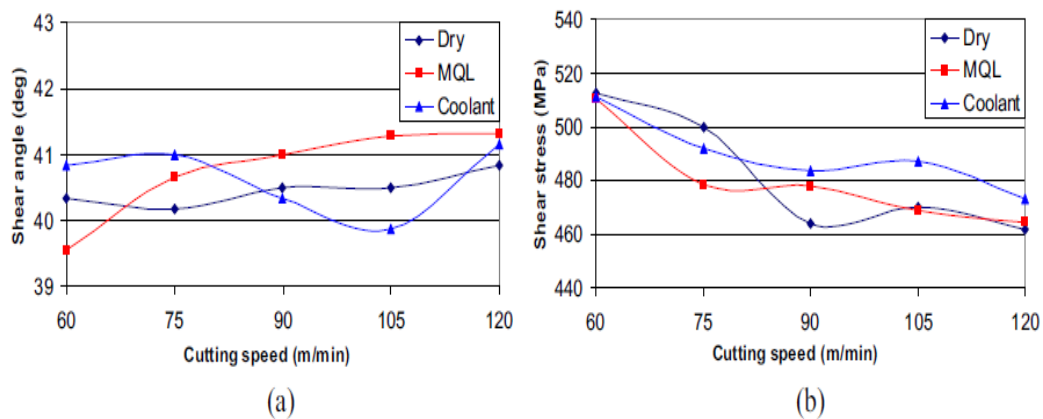 43
42
41
40
39
Shear angle (deg)
Dry
MQL
Coolant
60
75
90
105
120
Cutting speed (m/min)
(a)
540
520
500
480
460
440
Shear stress (MPa)
Dry
MQL
Coolant
60
75
90
105
120
Cutting speed (m/min)
(b)